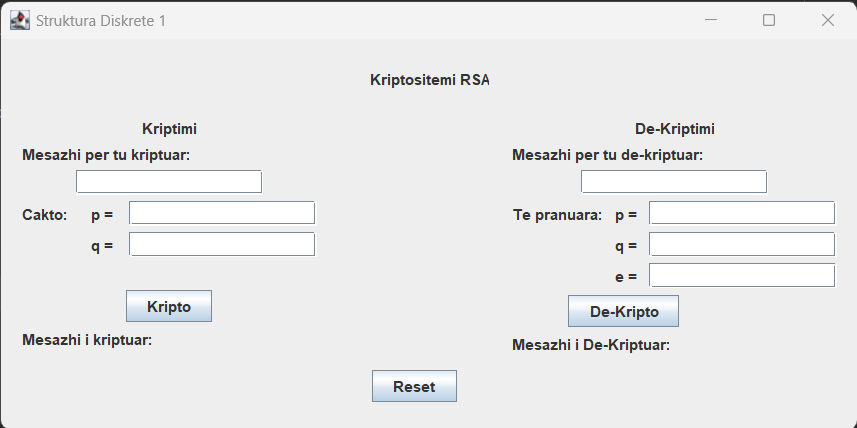 Struktura Diskrete 1
Kriptositemi RSA
Kriptimi
Mesazhi per tu kriptuar:
Cakto: p =
q =
Kripto
Mesazhi i kriptuar:
De-Kriptimi
Mesazhi per tu de-kriptuar:
Te pranuara: p =
q =
e =
De-Kripto
Mesazhi i De-Kriptuar:
Reset